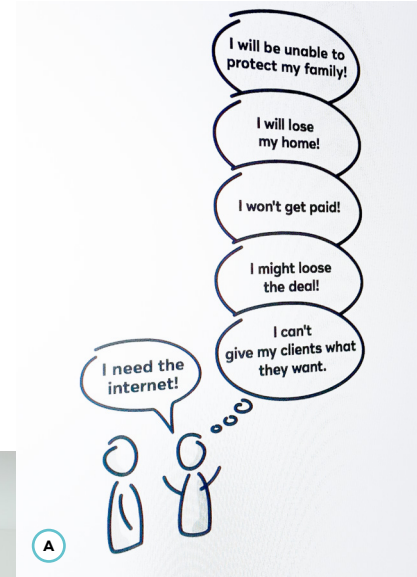 I will be unable to
protect my family!
I will lose
my home!
I won't get paid!
I might loose
the deal!
I can't
give my clients what
they want.
I need the
internet!
A